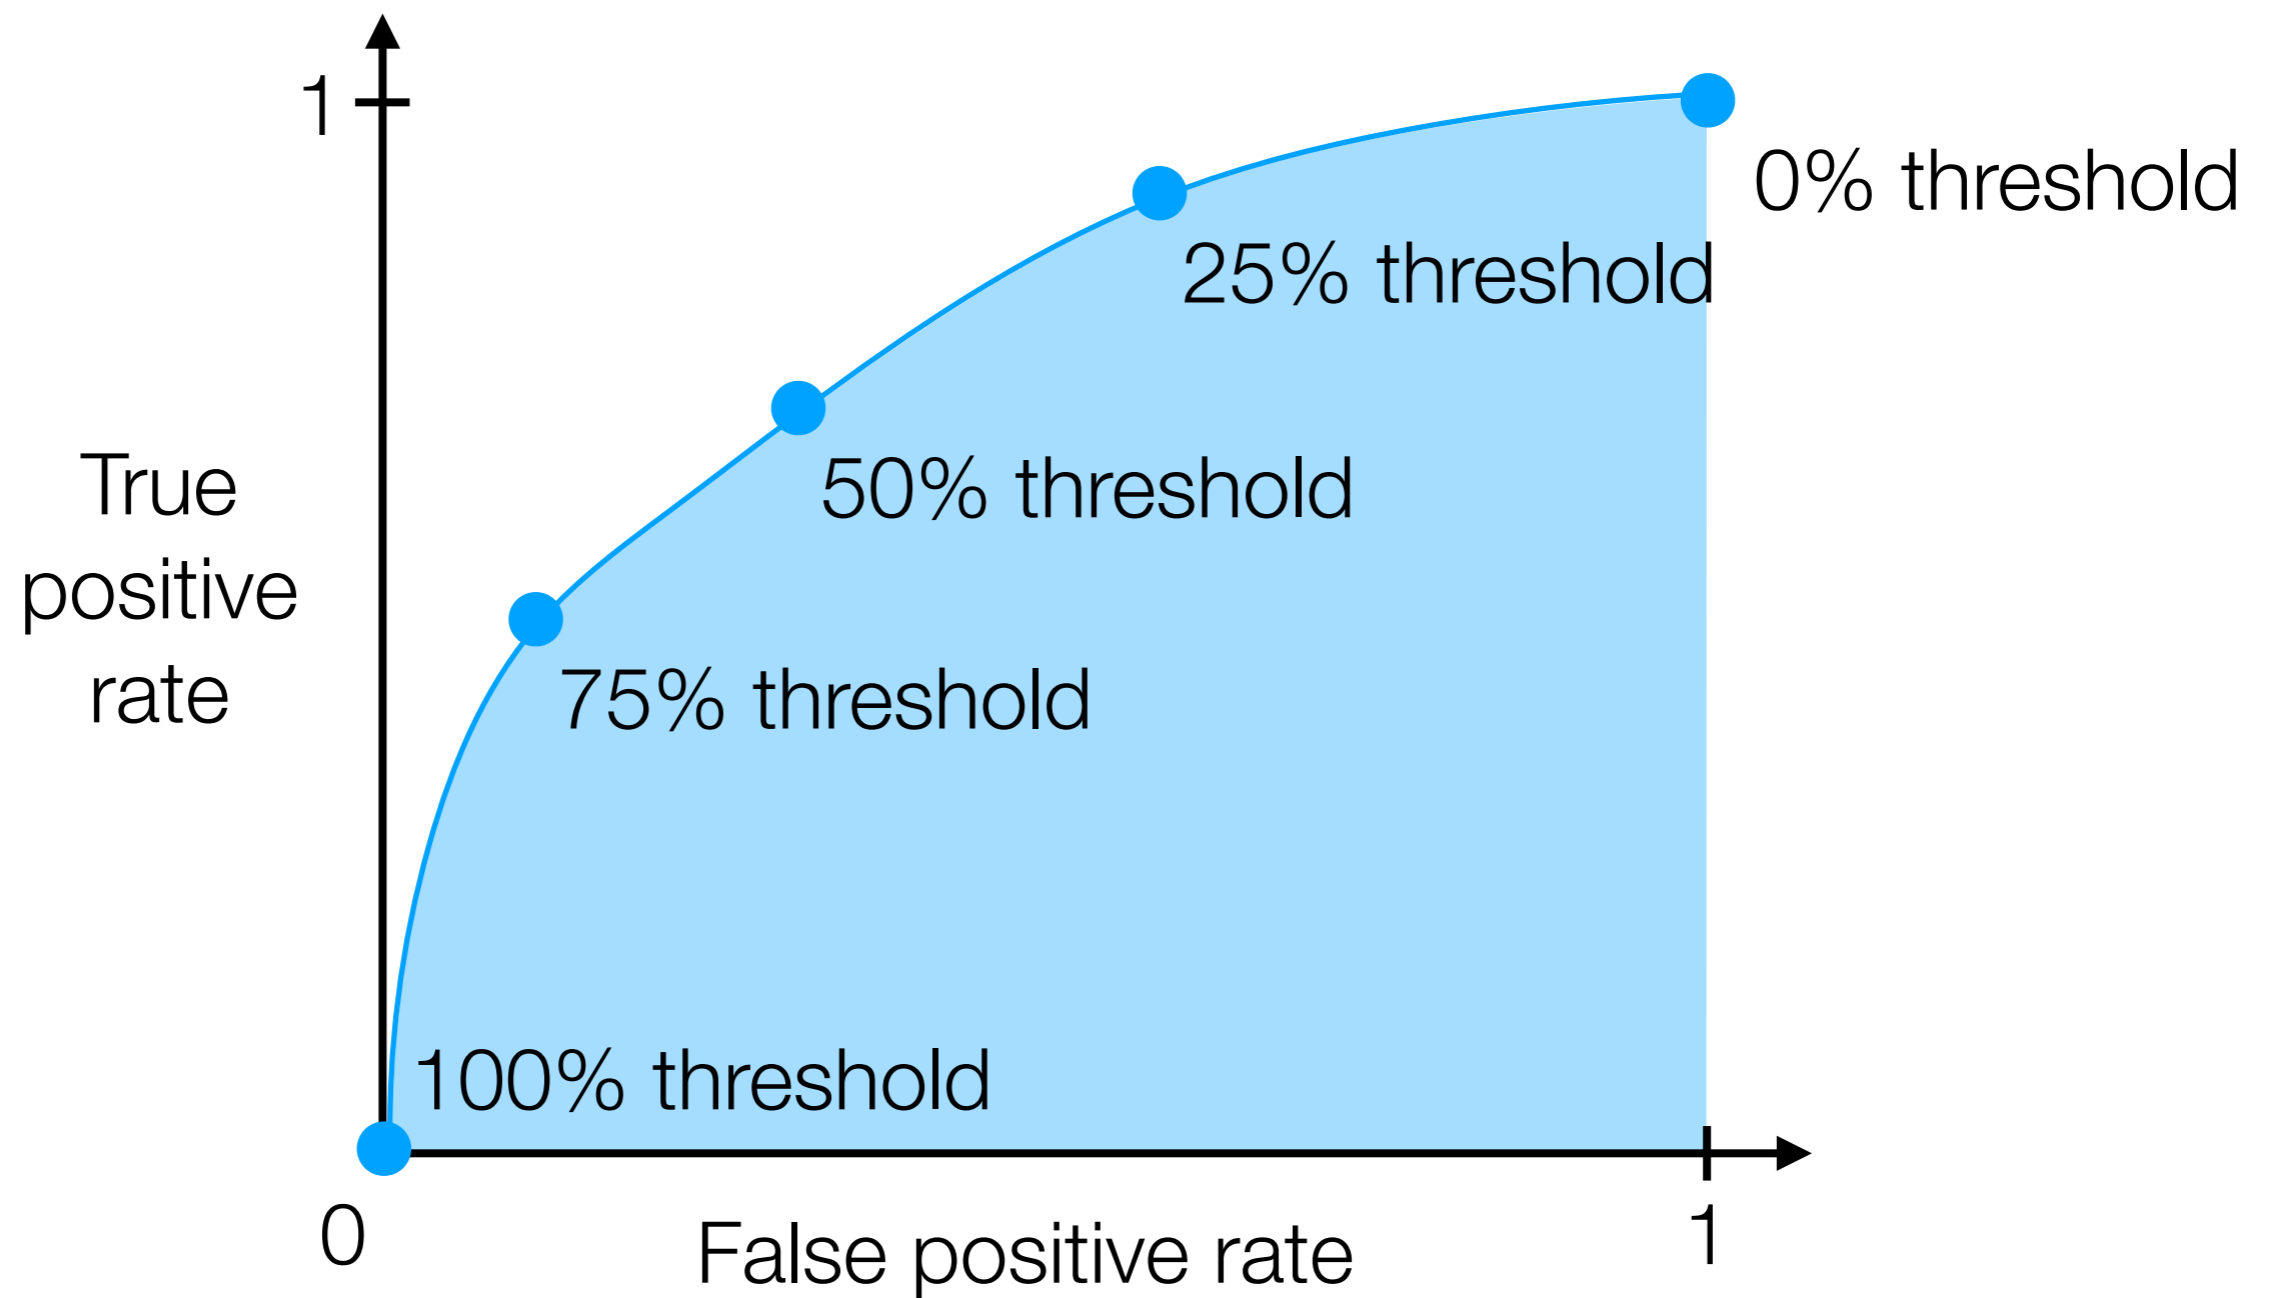 1
0% threshold
25% threshold
50% threshold
True
positive
rate
75% threshold
100% threshold
0
False positive rate
1